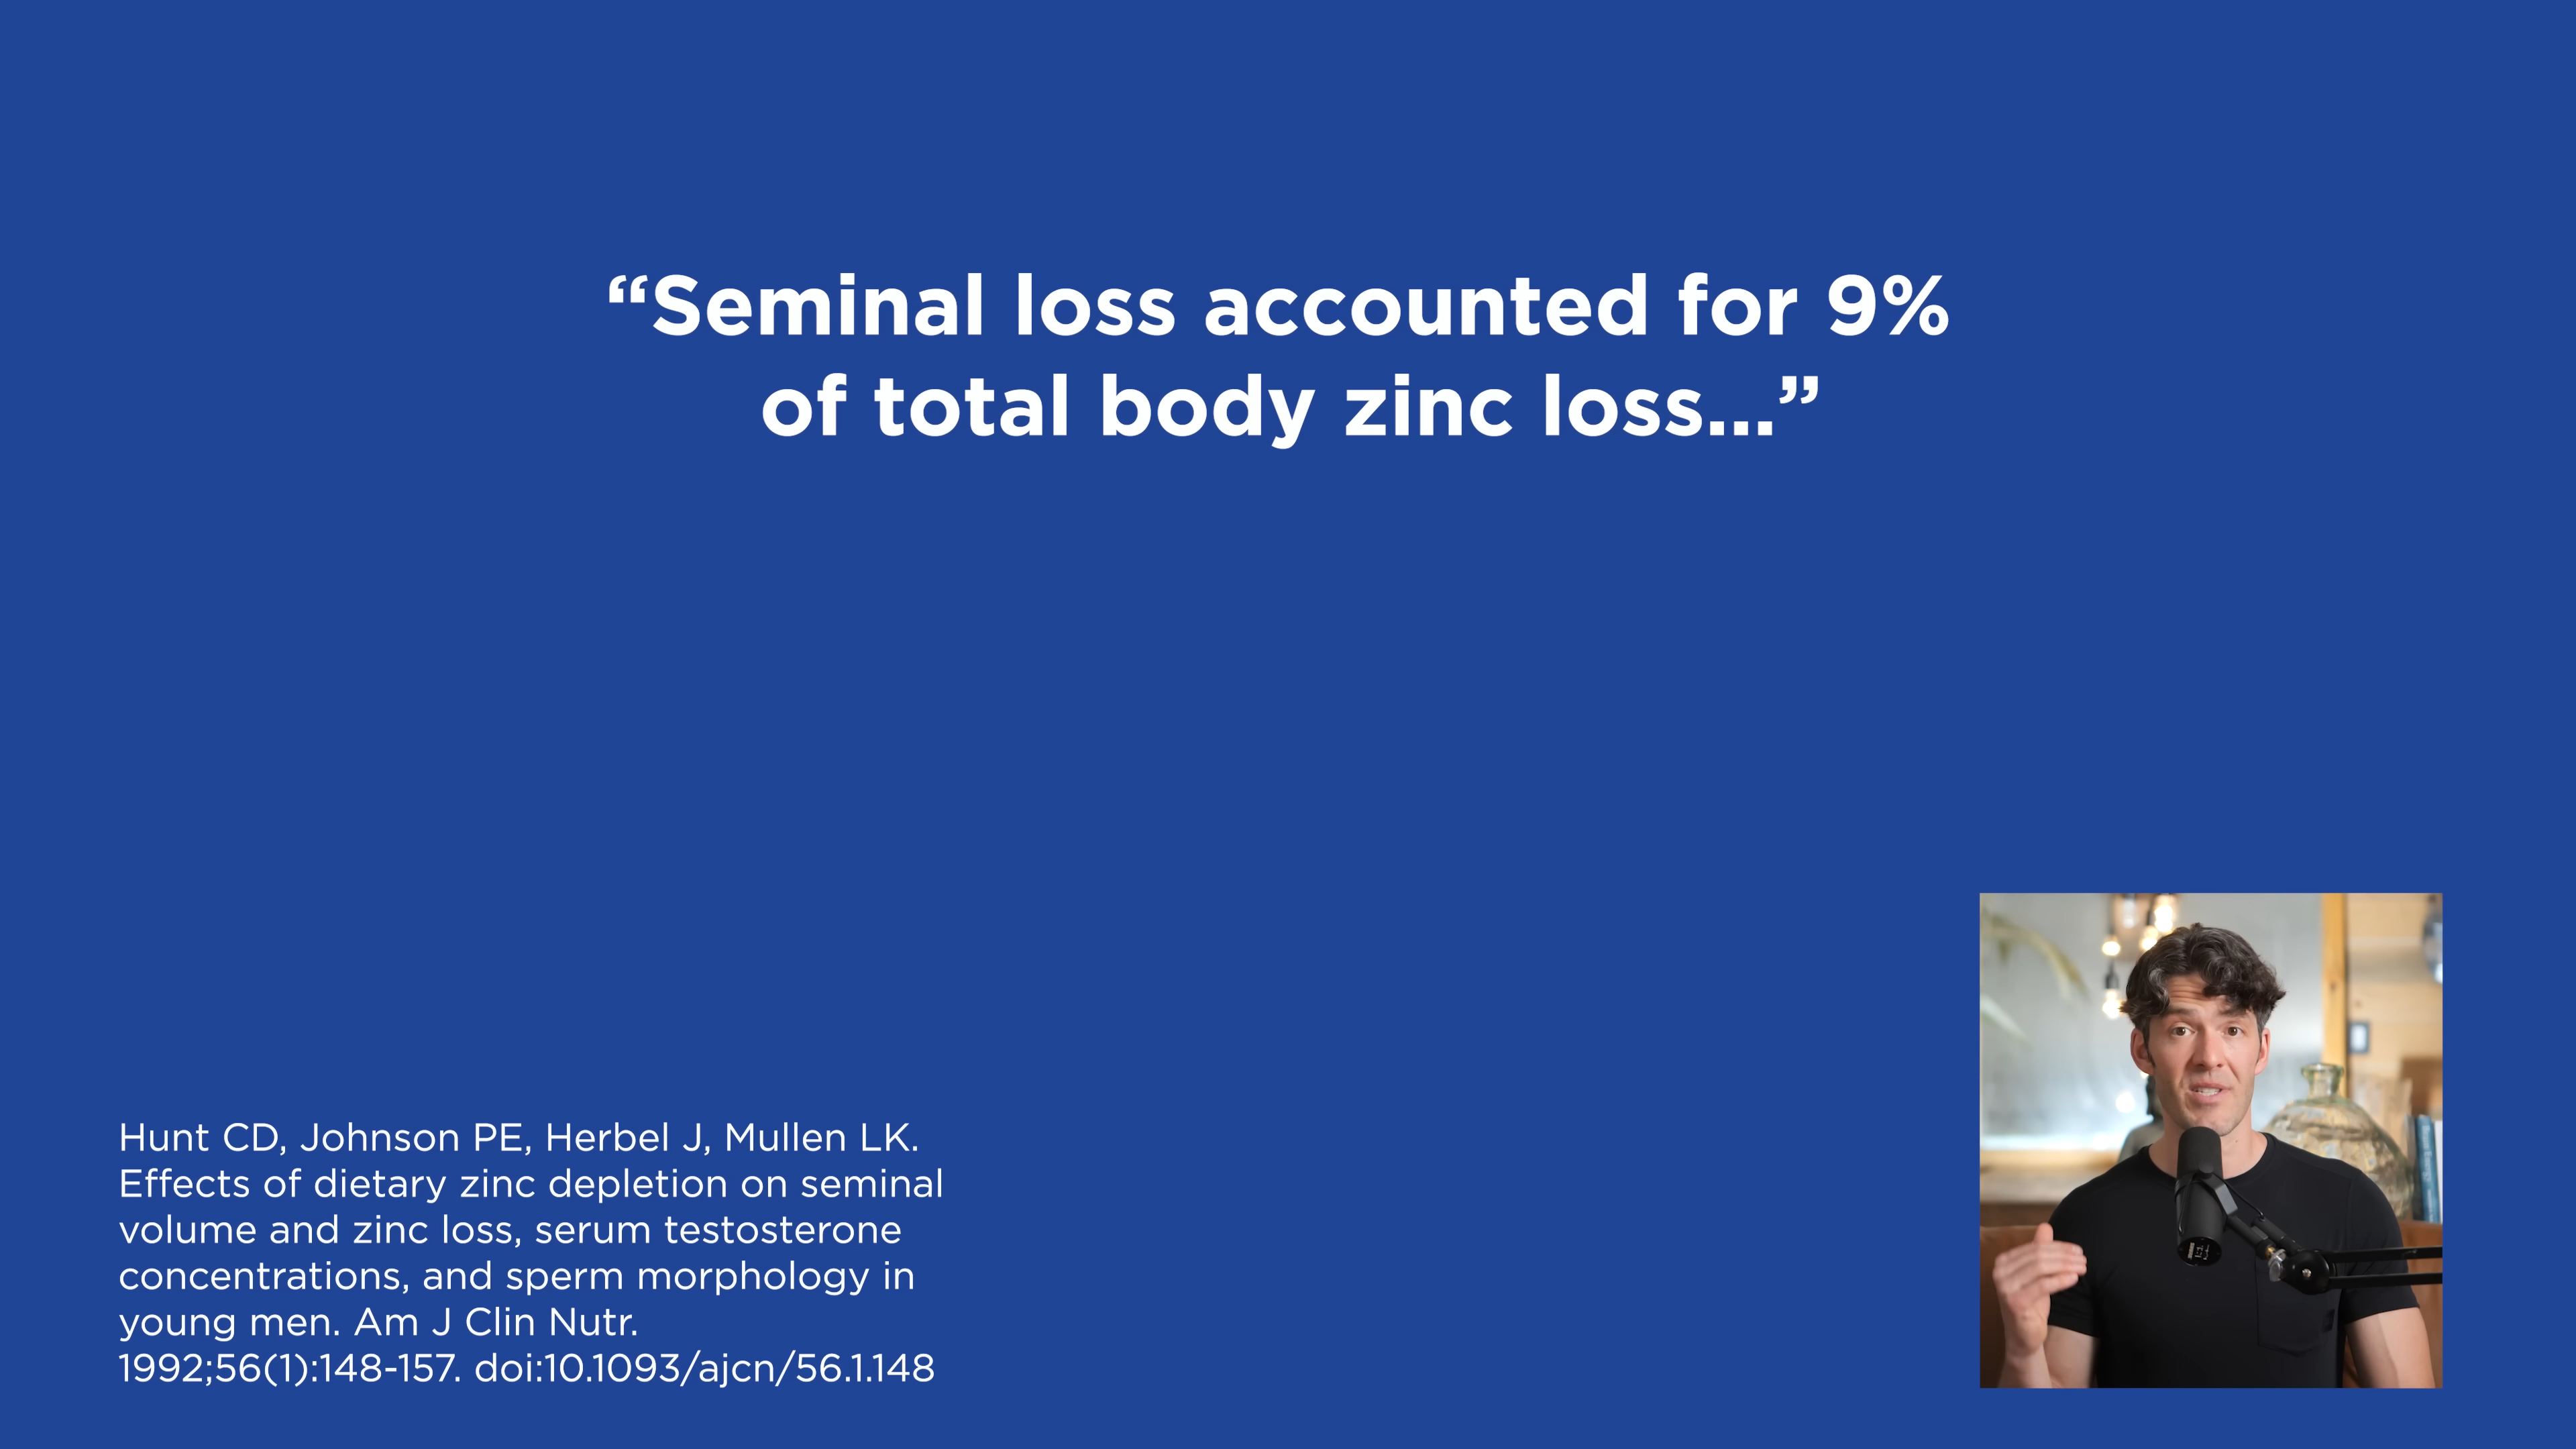 “Seminal loss accounted for 9%
of total body zinc loss...”
Hunt CD, Johnson PE, Herbel J, Mullen LK.
Effects of dietary zinc depletion on seminal
volume and zinc loss, serum testosterone
concentrations, and sperm morphology in
young men. Am J Clin Nutr.
1992;56(1):148-157. doi:10.1093/ajcn/56.1.148